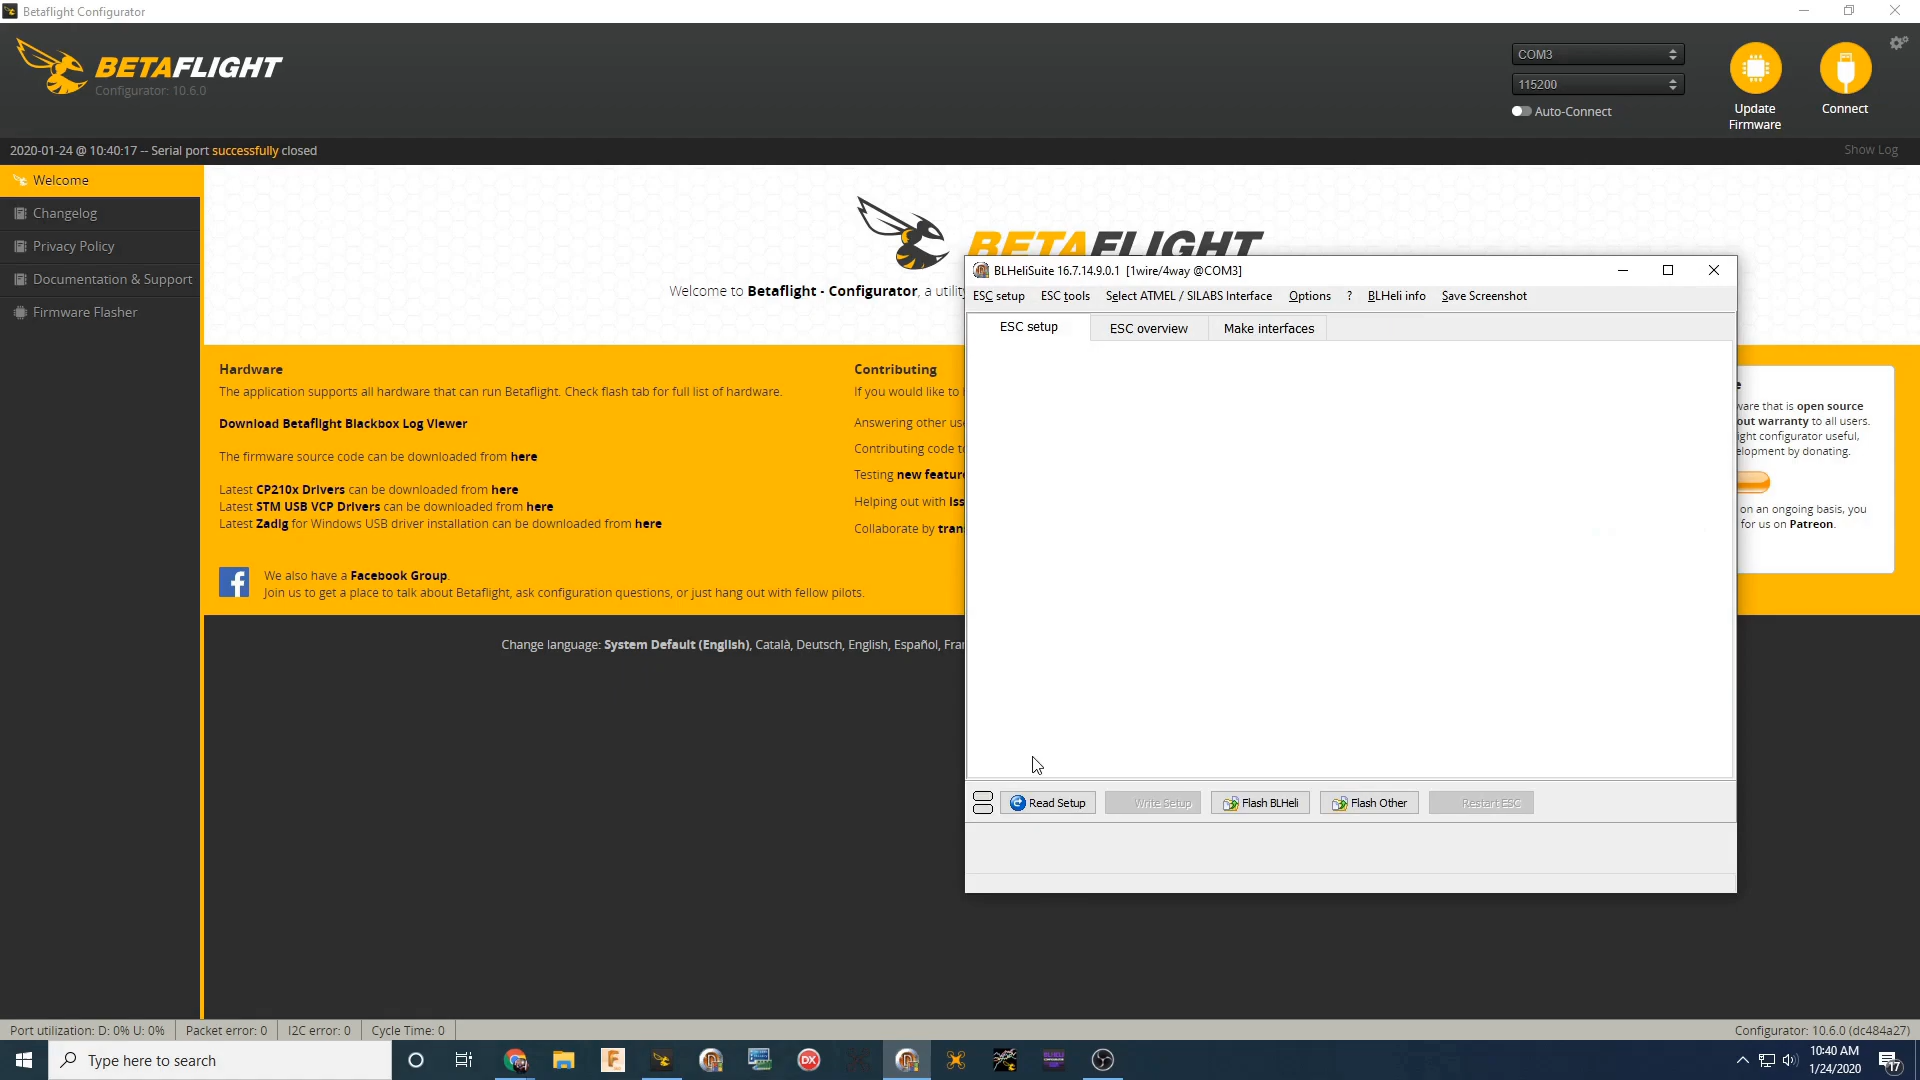 Betaflight Configurator
BETAFLIGHT
Configurator: 10.6.0
COM3
115200
Auto-Connect
Update
Firmware
Connect
2020-01-24 @ 10:40:17 -- Serial port successfully closed
Show Log
Welcome
Changelog
Privacy Policy
Documentation & Support
Firmware Flasher
BETAFLIGHT
Welcome to Betaflight - Configurator, a utility
Hardware
The application supports all hardware that can run Betaflight. Check flash tab for full list of hardware.
Download Betaflight Blackbox Log Viewer
The firmware source code can be downloaded from here
Latest CP210x Drivers can be downloaded from here
Latest STM USB VCP Drivers can be downloaded from here
Latest Zadig for Windows USB driver installation can be downloaded from here
We also have a Facebook Group.
Join us to get a place to talk about Betaflight, ask configuration questions, or just hang out with fellow pilots.
Contributing
If you would like to
Answering other us
Contributing code t
Testing new featur
Helping out with iss
Collaborate by tran
e
ware that is open source
out warranty to all users.
ight configurator useful,
elopment by donating.
on an ongoing basis, you
for us on Patreon.
Change language: System Default (English), Català, Deutsch, English, Español, Fra
BLHeliSuite 16.7.14.9.0.1 [1wire/4way @COM3]
ESC setup ESC tools Select ATMEL / SILABS Interface Options ? BLHeli info Save Screenshot
ESC setup ESC overview Make interfaces
Read Setup Write Setup Flash BLHeli Flash Other Restart ESC
Port utilization: D: 0% U: 0% Packet error: 0 I2C error: 0 Cycle Time: 0
Configurator: 10.6.0 (dc484a27)
Type here to search
F
DX
10:40 AM
1/24/2020
17